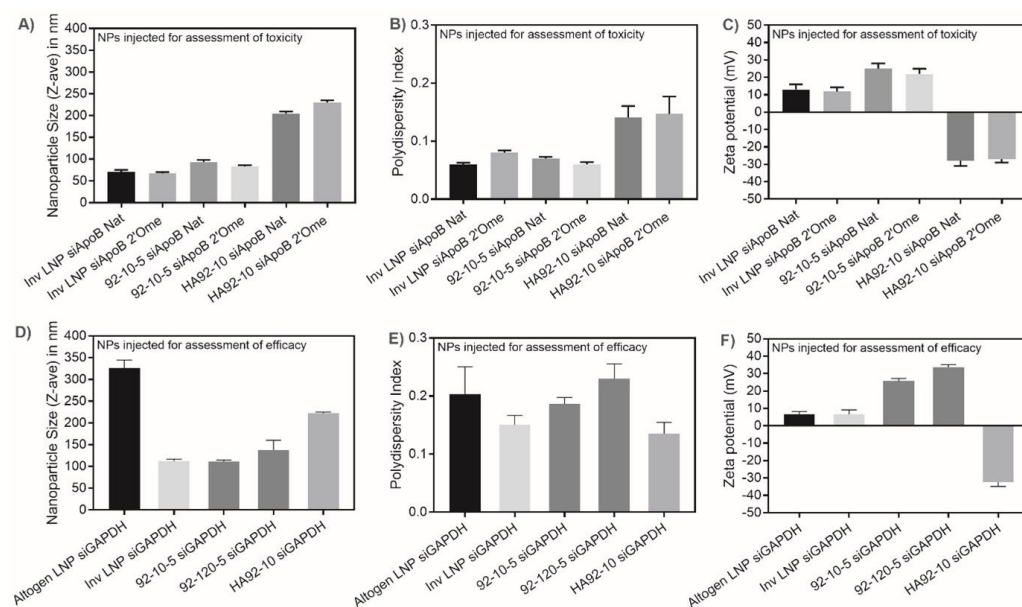 A)
NPs injected for assessment of toxicity
Nanoparticle Size (Z-ave) in nm
400
350
300
250
200
150
100
50
0
Inv LNP siApoB Nat
Inv LNP siApoB 2'Ome
92-10-5 siApoB Nat
92-10-5 siApoB 2'Ome
HA92-10 siApoB Nat
HA92-10 siApoB 2'Ome
B)
NPs injected for assessment of toxicity
Polydispersity Index
0.3
0.2
0.1
0.0
Inv LNP siApoB Nat
Inv LNP siApoB 2'Ome
92-10-5 siApoB Nat
92-10-5 siApoB 2'Ome
HA92-10 siApoB Nat
HA92-10 siApoB 2'Ome
C)
NPs injected for assessment of toxicity
Zeta potential (mV)
50
40
30
20
10
0
-10
-20
-30
-40
-50
Inv LNP siApoB Nat
Inv LNP siApoB 2'Ome
92-10-5 siApoB Nat
92-10-5 siApoB 2'Ome
HA92-10 siApoB Nat
HA92-10 siApoB 2'Ome
D)
NPs injected for assessment of efficacy
Nanoparticle Size (Z-ave) in nm
400
350
300
250
200
150
100
50
0
Altogen LNP siGAPDH
Inv LNP siGAPDH
92-10-5 siGAPDH
92-120-5 siGAPDH
HA92-10 siGAPDH
E)
NPs injected for assessment of efficacy
Polydispersity Index
0.3
0.2
0.1
0.0
Altogen LNP siGAPDH
Inv LNP siGAPDH
92-10-5 siGAPDH
92-120-5 siGAPDH
HA92-10 siGAPDH
F)
NPs injected for assessment of efficacy
Zeta potential (mV)
50
40
30
20
10
0
-10
-20
-30
-40
-50
Altogen LNP siGAPDH
Inv LNP siGAPDH
92-10-5 siGAPDH
92-120-5 siGAPDH
HA92-10 siGAPDH